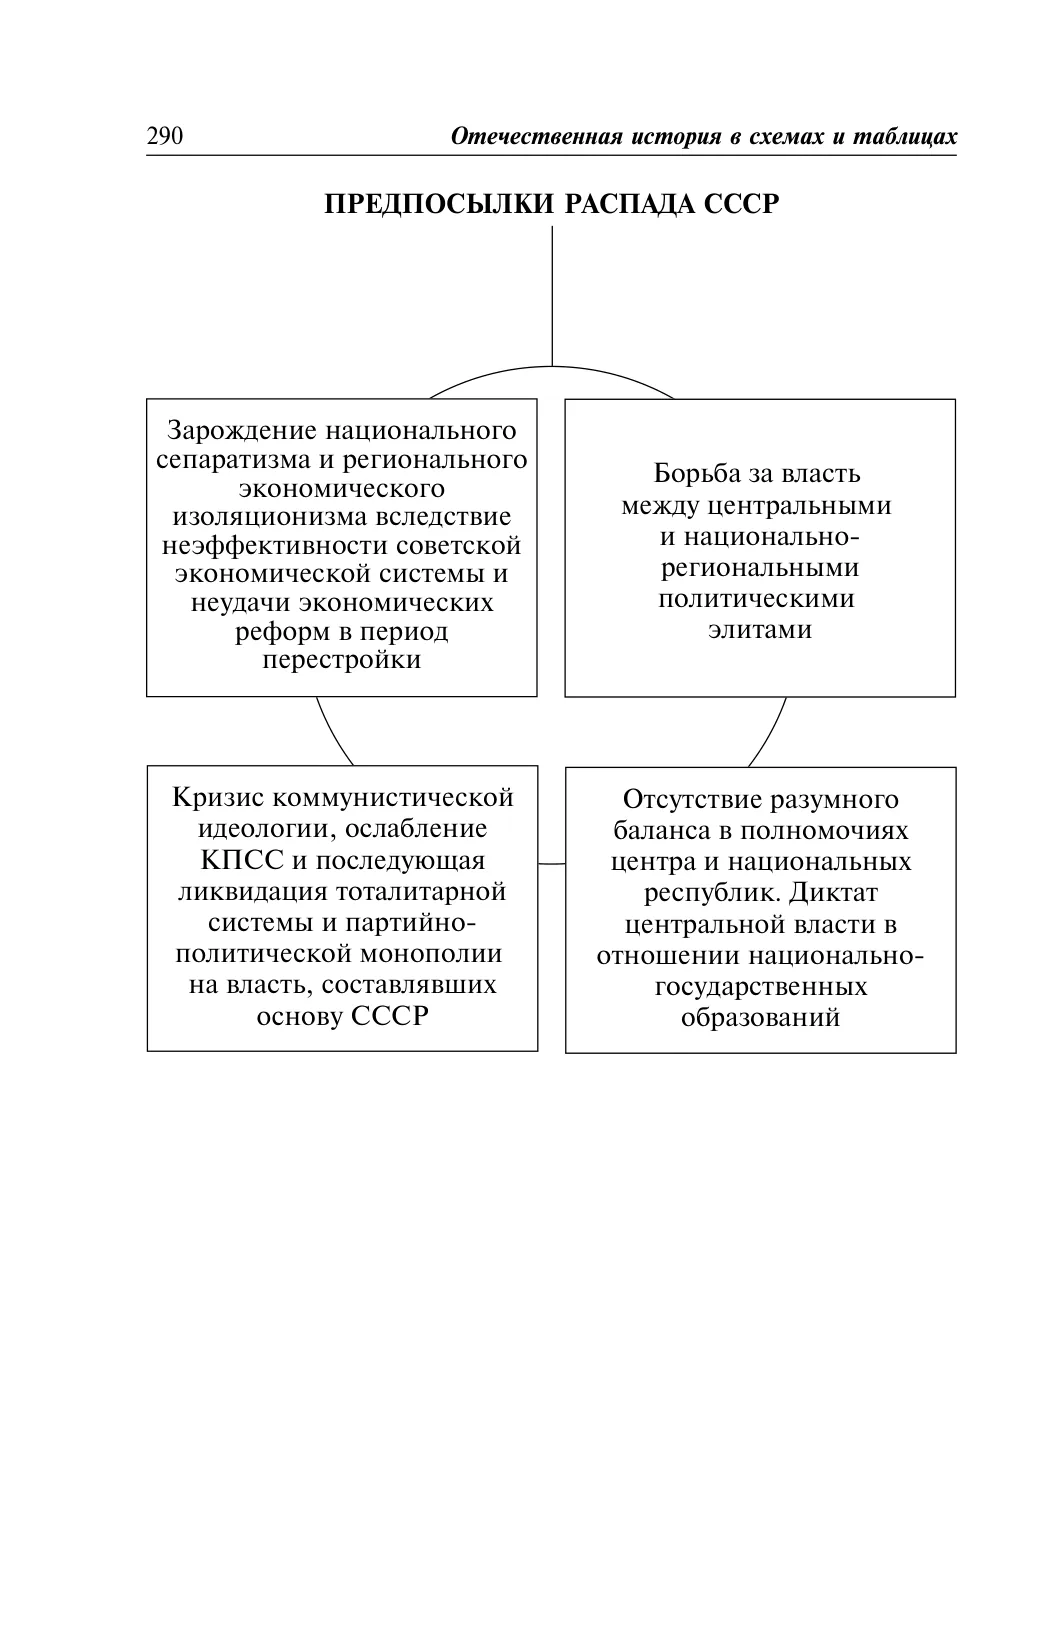 290
Отечественная история в схемах и таблицах
ПРЕДПОСЫЛКИ РАСПАДА СССР
Зарождение национального
сепаратизма и регионального
экономического
изоляционизма вследствие
неэффективности советской
экономической системы и
неудачи экономических
реформ в период
перестройки
Борьба за власть
между центральными
и национально-
региональными
политическими
элитами
Кризис коммунистической
идеологии, ослабление
КПСС и последующая
ликвидация тоталитарной
системы и партийно-
политической монополии
на власть, составлявших
основу СССР
Отсутствие разумного
баланса в полномочиях
центра и национальных
республик. Диктат
центральной власти в
отношении национально-
государственных
образований